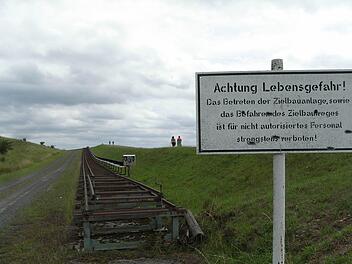 Achtung Lebensgefahr!
Das Betreten der Zielbauanlage, sowie
das Befahren des Zielbauweges
ist für nicht autorisiertes Personal
strengstens verboten!